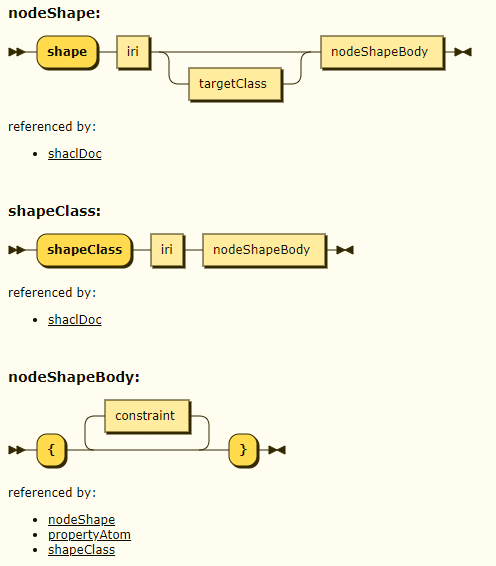 nodeShape:
shape iri nodeShapeBody
targetClass
referenced by:
• shaclDoc
shapeClass:
shapeClass iri nodeShapeBody
referenced by:
• shaclDoc
nodeShapeBody:
constraint
{ }
referenced by:
• nodeShape
• propertyAtom
• shapeClass